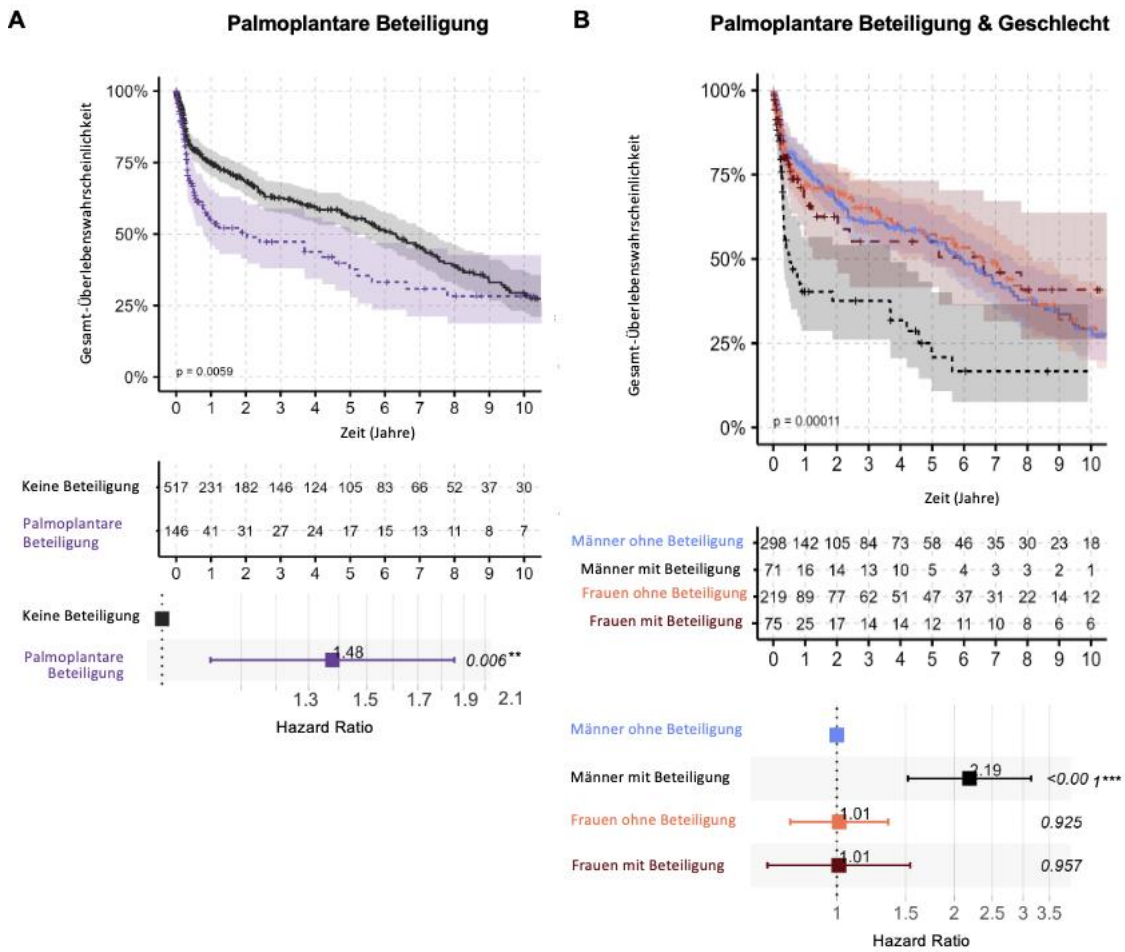 A
Palmoplantare Beteiligung
Gesamt-Überlebenswahrscheinlichkeit
100%
75%
50%
25%
0%
p = 0.0059
0 1 2 3 4 5 6 7 8 9 10
Zeit (Jahre)
Keine Beteiligung 517 231 182 146 124 105 83 66 52 37 30
Palmoplantare
Beteiligung
146 41 31 27 24 17 15 13 11 8 7
0 1 2 3 4 5 6 7 8 9 10
Keine Beteiligung
Palmoplantare
Beteiligung
1.48
0.006**
1.3 1.5 1.7 1.9 2.1
Hazard Ratio
B
Palmoplantare Beteiligung & Geschlecht
Gesamt-Überlebenswahrscheinlichkeit
100%
75%
50%
25%
0%
p = 0.00011
0 1 2 3 4 5 6 7 8 9 10
Zeit (Jahre)
Männer ohne Beteiligung 298 142 105 84 73 58 46 35 30 23 18
Männer mit Beteiligung 71 16 14 13 10 5 4 3 3 2 1
Frauen ohne Beteiligung 219 89 77 62 51 47 37 31 22 14 12
Frauen mit Beteiligung 75 25 17 14 14 12 11 10 8 6 6
0 1 2 3 4 5 6 7 8 9 10
Männer ohne Beteiligung
Männer mit Beteiligung 2.19 <0.00 1***
Frauen ohne Beteiligung 1.01 0.925
Frauen mit Beteiligung 1.01 0.957
1 1.5 2 2.5 3 3.5
Hazard Ratio